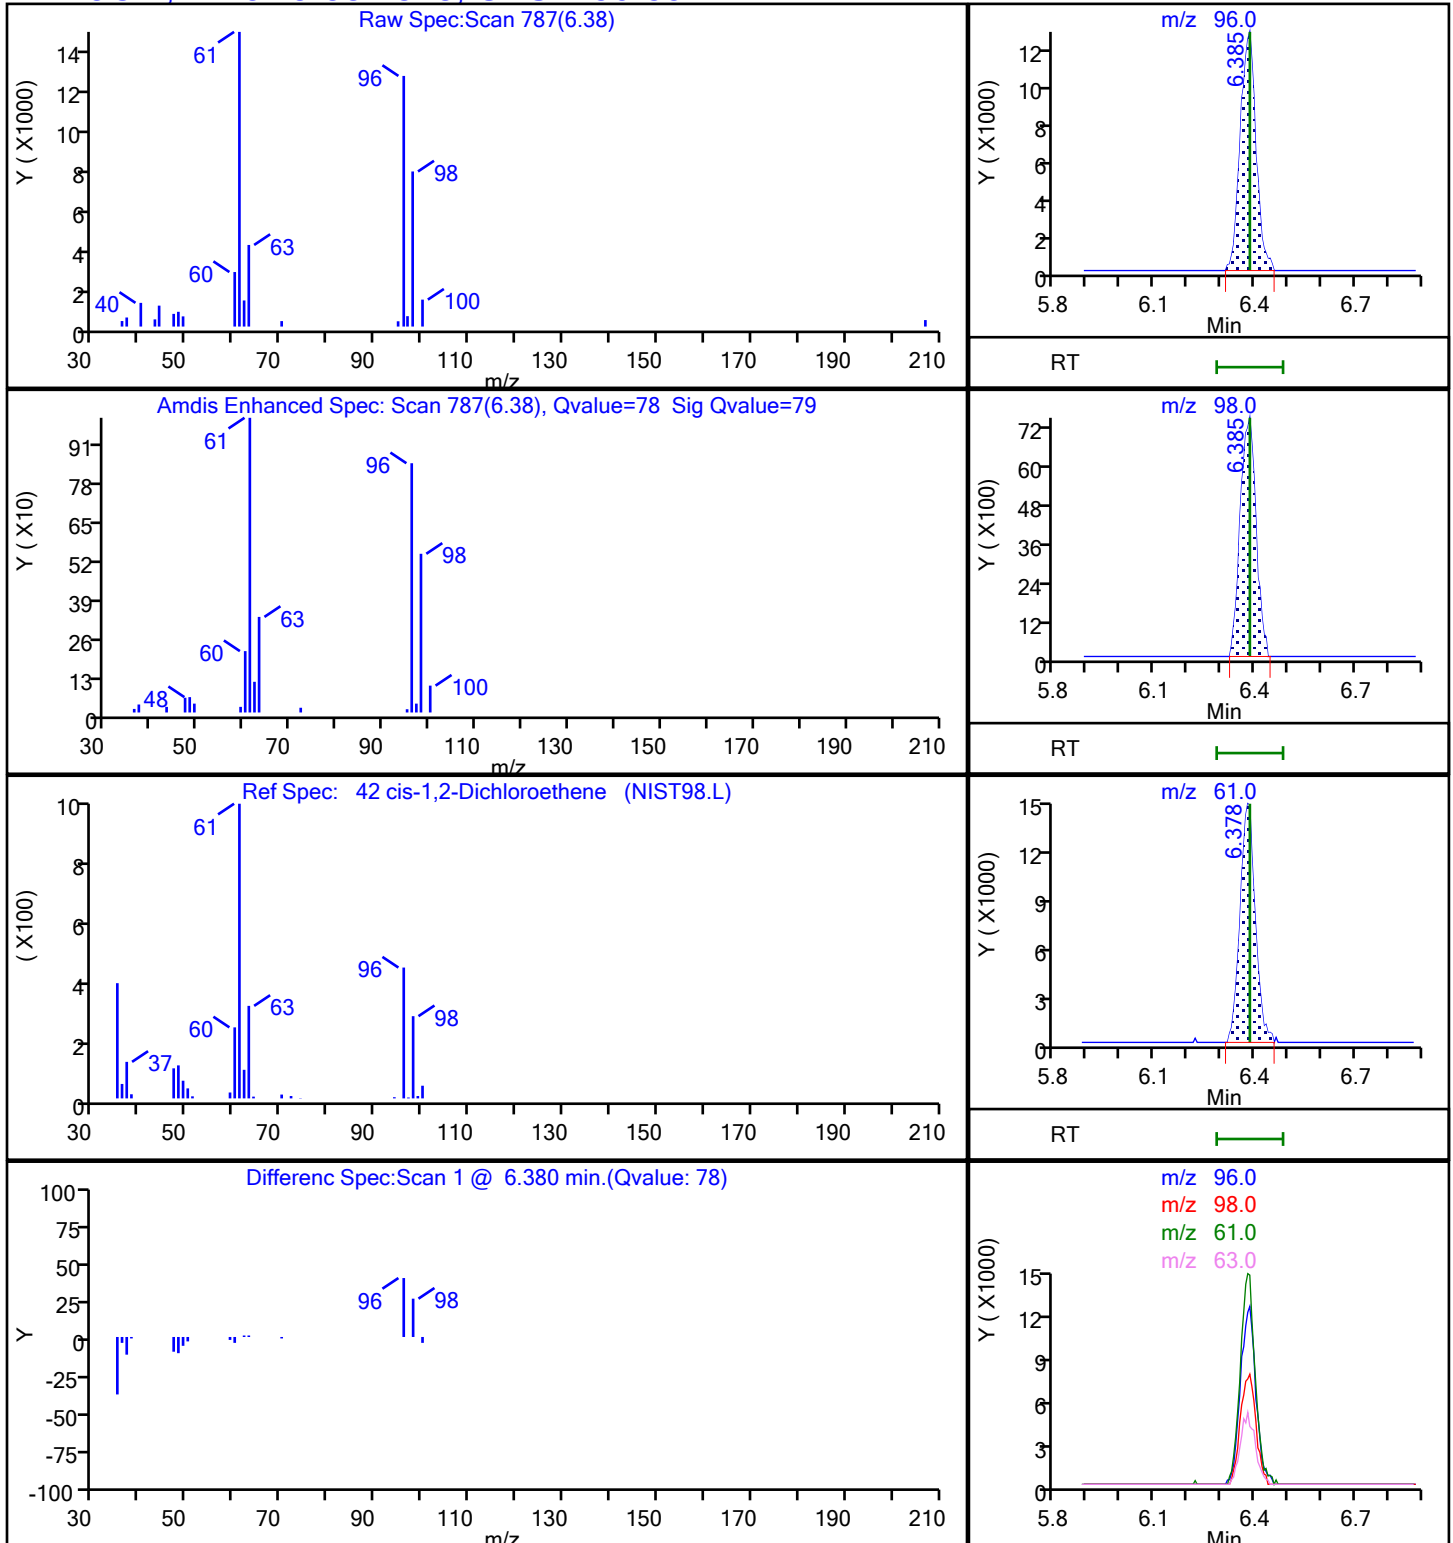 Raw Spec:Scan 787(6.38)
Y ( X1000)
14
12
10
8
6
4
2
0
61
96
98
63
60
40
100
30 50 70 90 110 130 150 170 190 210
m/z
m/z 96.0
Y ( X1000)
12
10
8
6
4
2
0
6.385
5.8 6.1 6.4 6.7
Min
RT
Amdis Enhanced Spec: Scan 787(6.38), Qvalue=78 Sig Qvalue=79
Y ( X10)
91
78
65
52
39
26
13
0
61
96
98
63
60
48
100
30 50 70 90 110 130 150 170 190 210
m/z
m/z 98.0
Y ( X100)
72
60
48
36
24
12
0
6.385
5.8 6.1 6.4 6.7
Min
RT
Ref Spec: 42 cis-1,2-Dichloroethene (NIST98.L)
( X100)
10
8
6
4
2
0
61
96
63
98
60
37
30 50 70 90 110 130 150 170 190 210
m/z 61.0
Y ( X1000)
15
12
9
6
3
0
6.378
5.8 6.1 6.4 6.7
Min
RT
Differenc Spec:Scan 1 @ 6.380 min.(Qvalue: 78)
Y
100
75
50
25
0
-25
-50
-75
-100
96
98
30 50 70 90 110 130 150 170 190 210
m/z
m/z 96.0
m/z 98.0
m/z 61.0
m/z 63.0
Y ( X1000)
15
12
9
6
3
0
5.8 6.1 6.4 6.7
Min